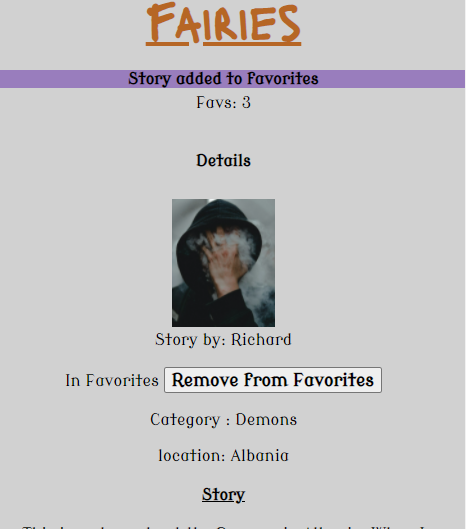 FAIRIES
Story added to favorites
Favs: 3
Details
Story by: Richard
In Favorites Remove from Favorites
Category : Demons
location: Albania
Story